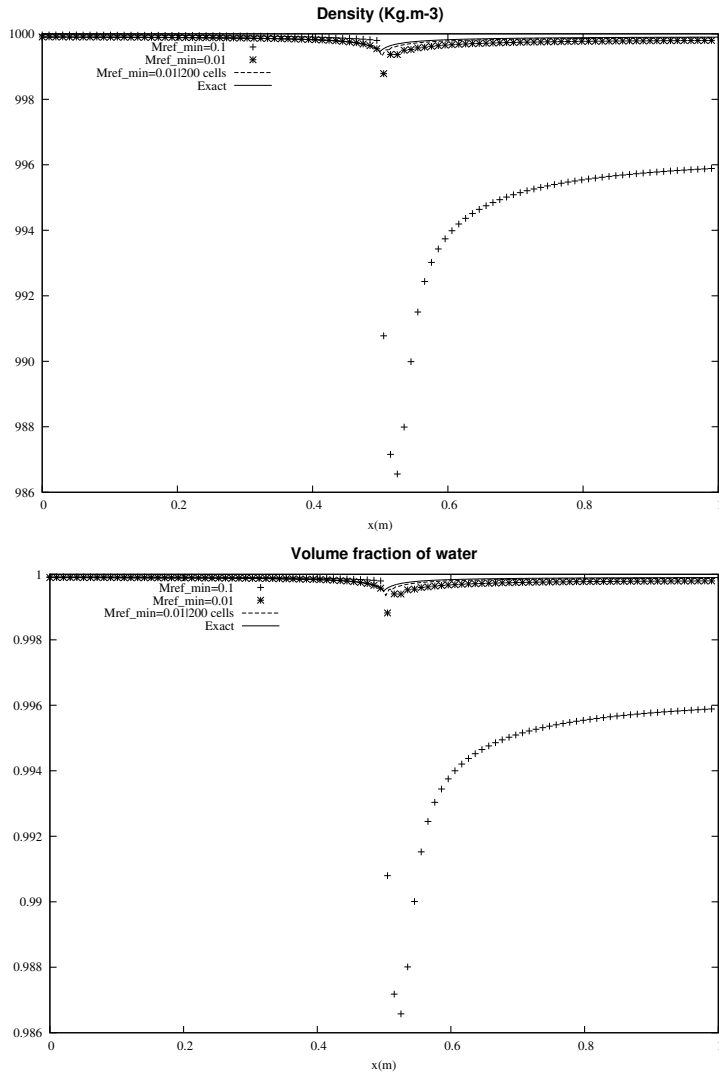 Density (Kg.m-3)
1000
998
996
994
992
990
988
986
Mref_min=0.1
Mref_min=0.01
Mref_min=0.01|200 cells
Exact
0
0.2
0.4
0.6
0.8
1
x(m)
Volume fraction of water
1
0.998
0.996
0.994
0.992
0.99
0.988
0.986
Mref_min=0.1
Mref_min=0.01
Mref_min=0.01|200 cells
Exact
0
0.2
0.4
0.6
0.8
1
x(m)